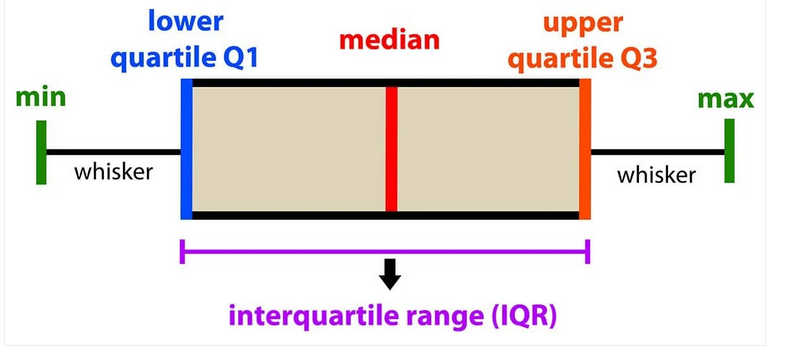 lower
quartile Q1
median
upper
quartile Q3
min
max
whisker
whisker
interquartile range (IQR)